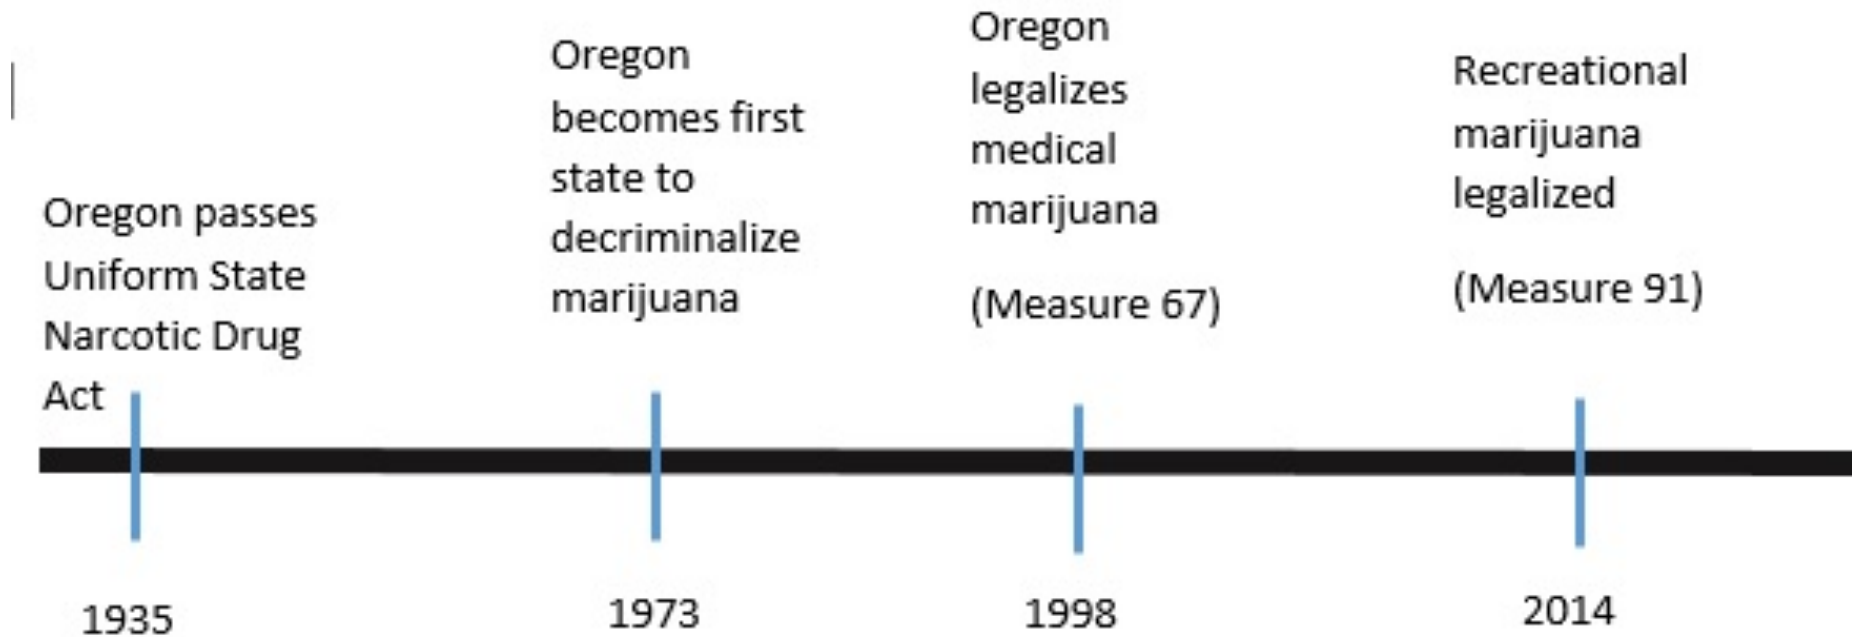 Oregon passes
Uniform State
Narcotic Drug
Act
Oregon
becomes first
state to
decriminalize
marijuana
Oregon
legalizes
medical
marijuana
(Measure 67)
Recreational
marijuana
legalized
(Measure 91)
1935
1973
1998
2014